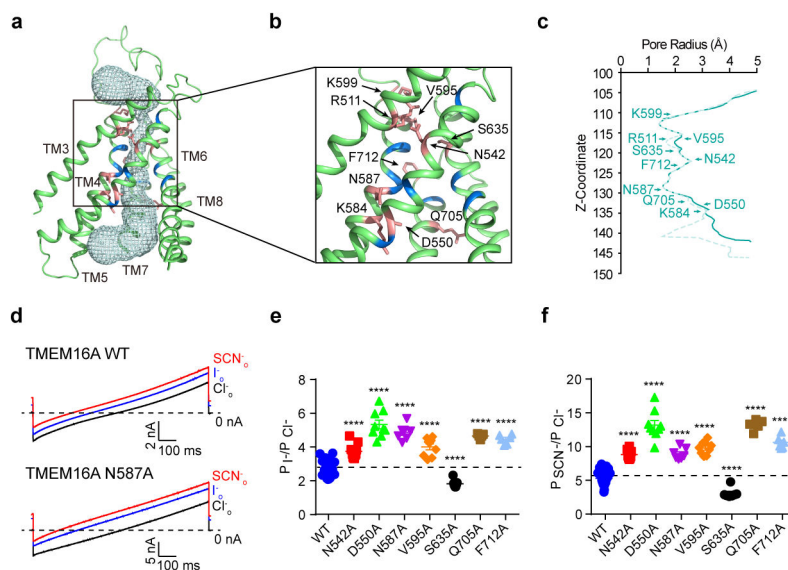 a
TM3
TM4
TM6
TM8
TM5
TM7
b
K599
R511
V595
S635
N542
F712
N587
K584
Q705
D550
c
Pore Radius (Å)
0 1 2 3 4 5
Z-Coordinate
100
105
110
115
120
125
130
135
140
145
150
K599
R511 V595
S635
F712 N542
N587
Q705 D550
K584
d
TMEM16A WT
SCN⁻o
I⁻o
Cl⁻o
0 nA
2 nA
100 ms
TMEM16A N587A
SCN⁻o
I⁻o
Cl⁻o
0 nA
5 nA
100 ms
e
P I-/P Cl-
8
6
4
2
0
****
****
****
****
****
****
****
WT
N542A
D550A
N587A
V595A
S635A
Q705A
F712A
f
P SCN-/P Cl-
20
15
10
5
0
****
****
****
****
****
****
WT
N542A
D550A
N587A
V595A
S635A
Q705A
F712A